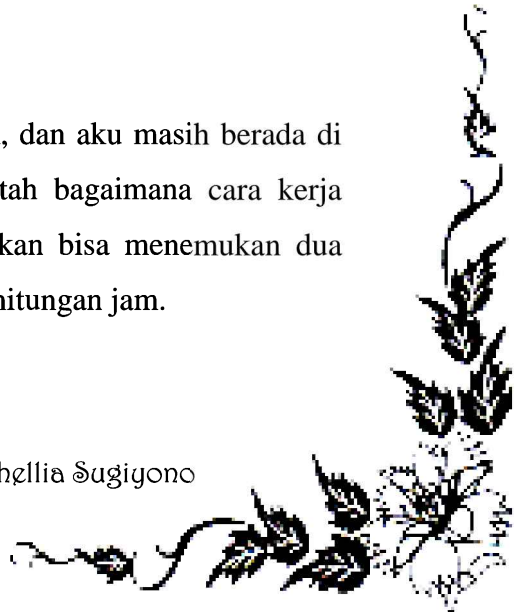 , dan aku masih berada di
tah bagaimana cara kerja
kan bisa menemukan dua
hitungan jam.
hellia Sugiyono